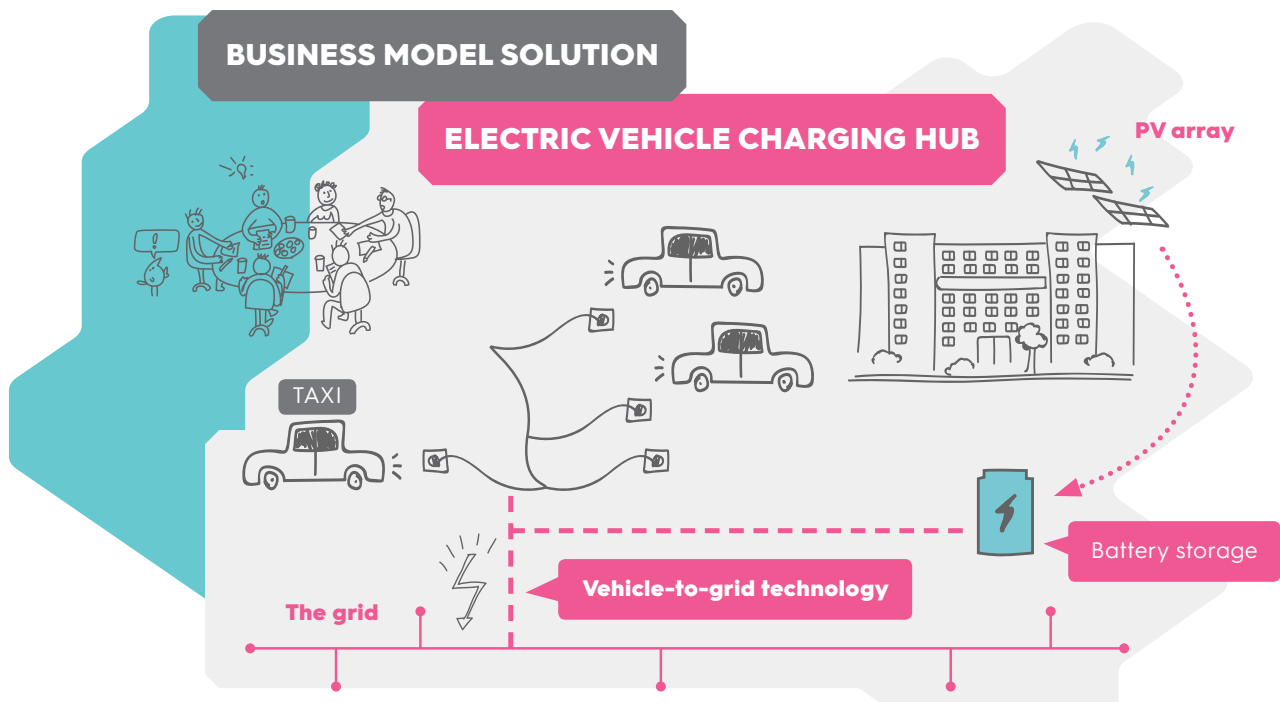 BUSINESS MODEL SOLUTION
ELECTRIC VEHICLE CHARGING HUB
PV array
!
TAXI
Battery storage
Vehicle-to-grid technology
The grid